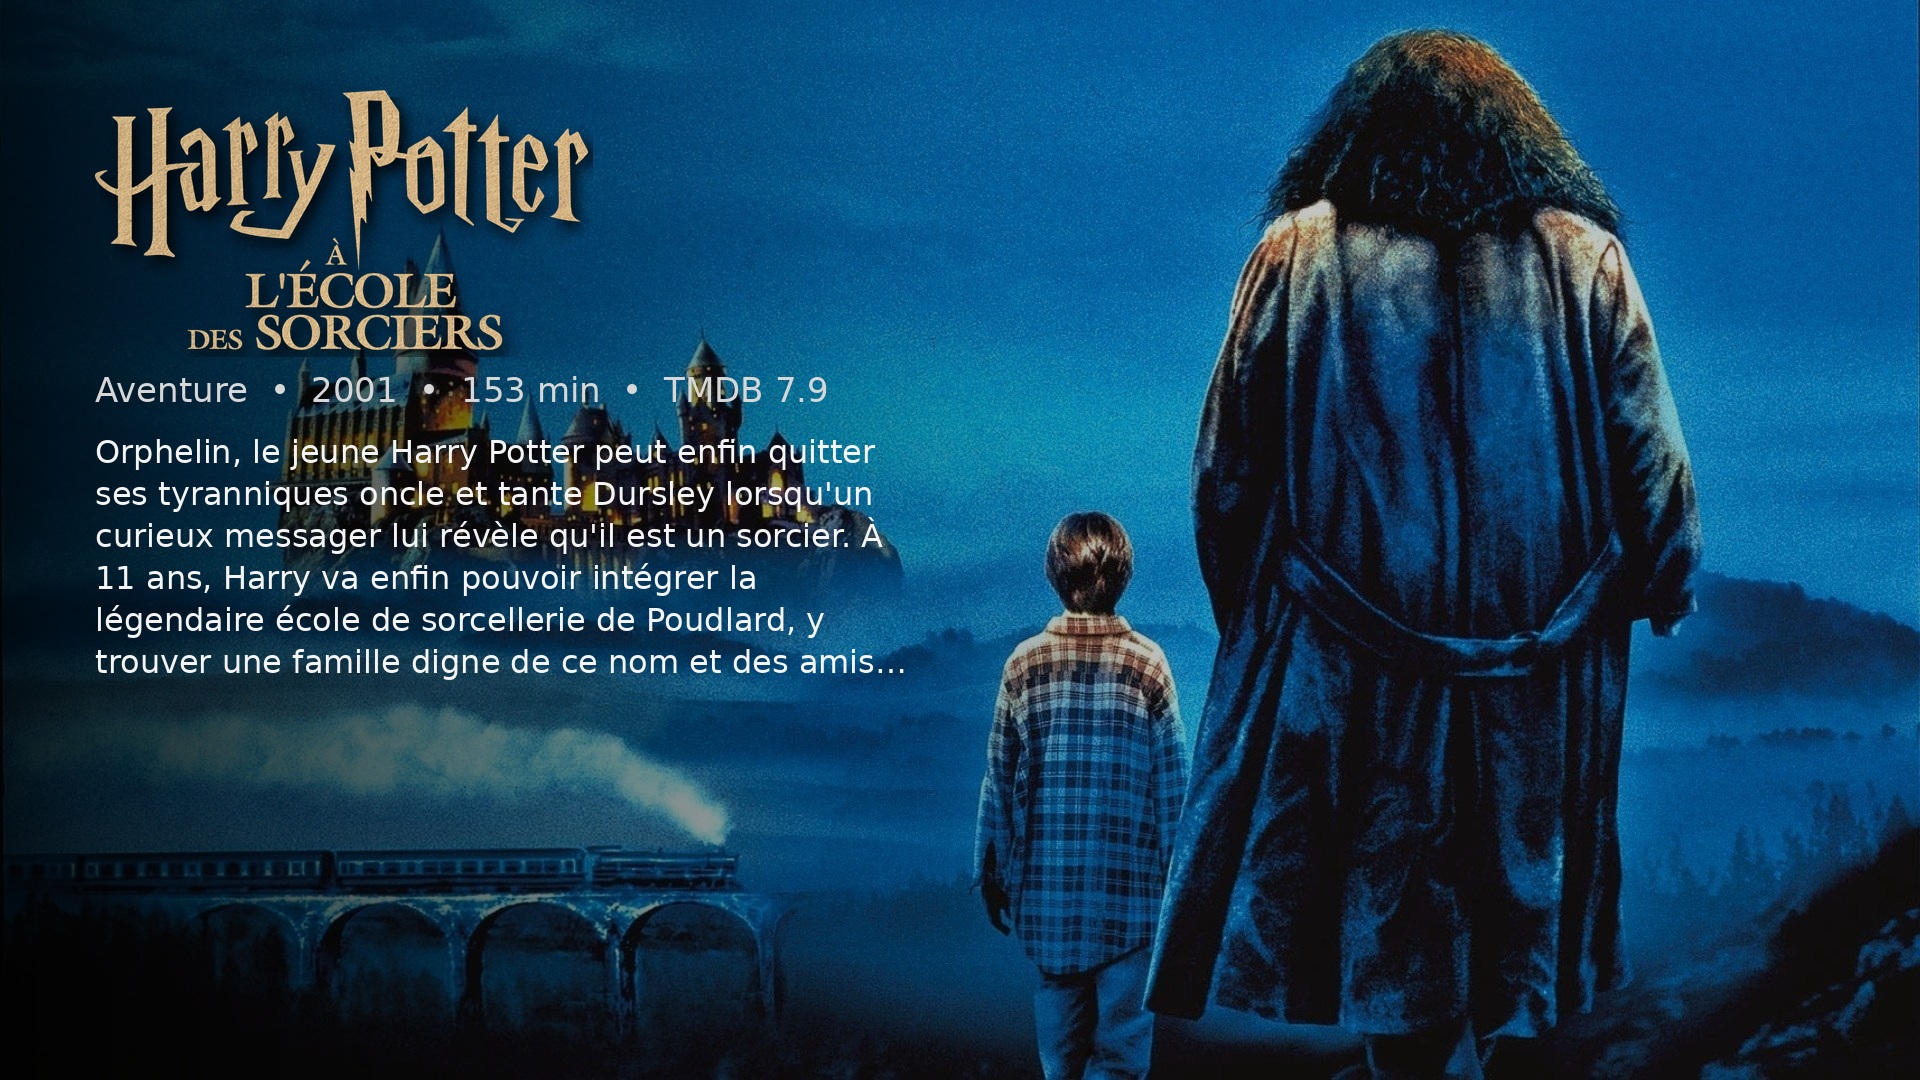 Harry Potter
À
L'ÉCOLE
DES SORCIERS
Aventure • 2001 • 153 min • TMDB 7.9
Orphelin, le jeune Harry Potter peut enfin quitter
ses tyranniques oncle et tante Dursley lorsqu'un
curieux messager lui révèle qu'il est un sorcier. À
11 ans, Harry va enfin pouvoir intégrer la
légendaire école de sorcellerie de Poudlard, y
trouver une famille digne de ce nom et des amis...